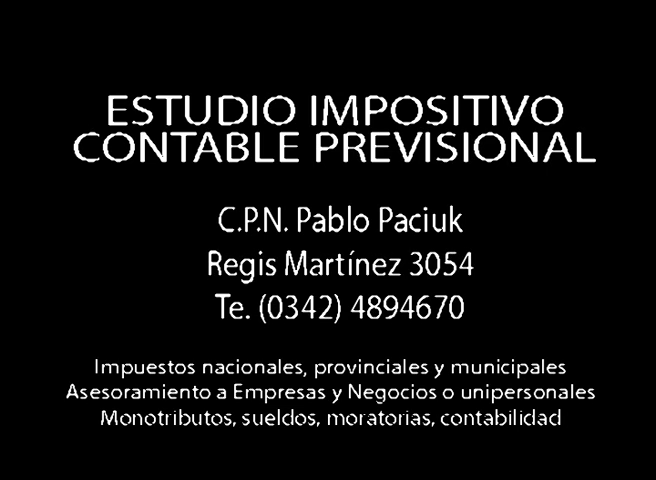 ESTUDIO IMPOSITIVO
CONTABLE PREVISIONAL
C.P.N. Pablo Paciuk
Regis Martínez 3054
Te. (0342) 4894670
Impuestos nacionales, provinciales y municipales
Asesoramiento a Empresas y Negocios o unipersonales
Monotributos, sueldos, moratorias, contabilidad